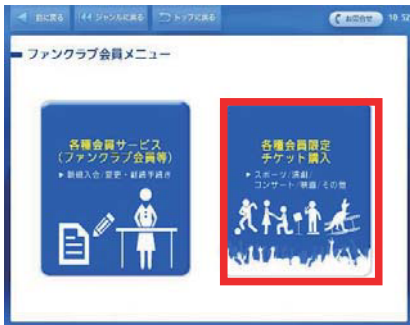 前に戻る
ジャンルに戻る
トップに戻る
お問合せ
10:52
ファンクラブ会員メニュー
各種会員サービス
(ファンクラブ会員等)
▶ 新規入会/変更・継続手続き
各種会員限定
チケット購入
▶ スポーツ/演劇/
コンサート/映画/その他